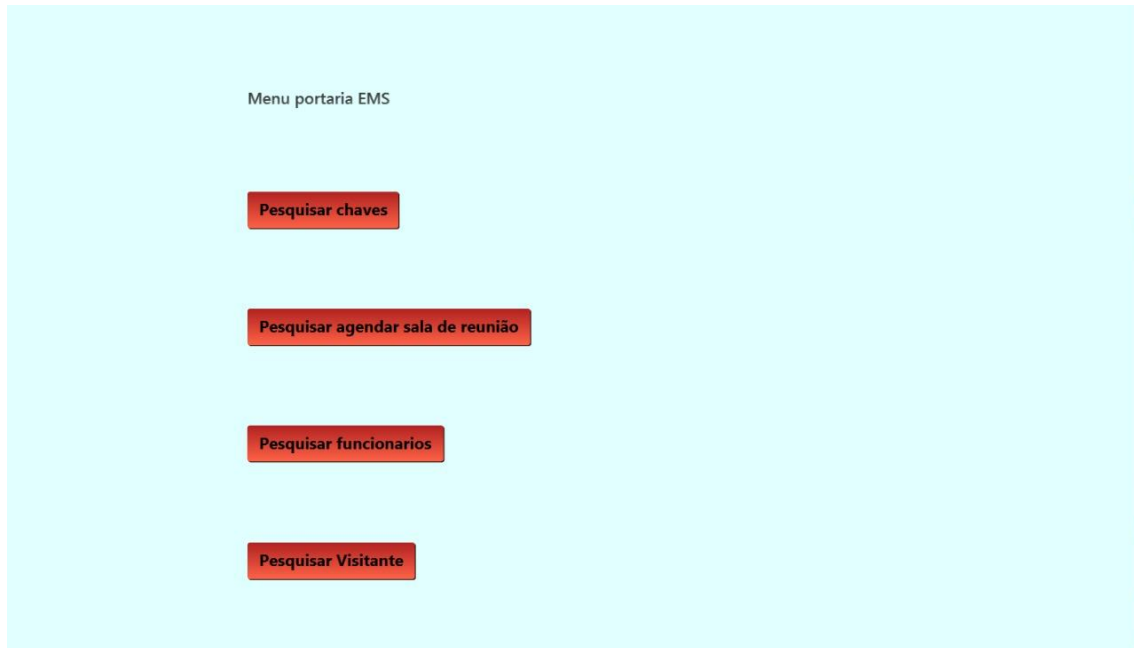 Menu portaria EMS
Pesquisar chaves
Pesquisar agendar sala de reunião
Pesquisar funcionarios
Pesquisar Visitante